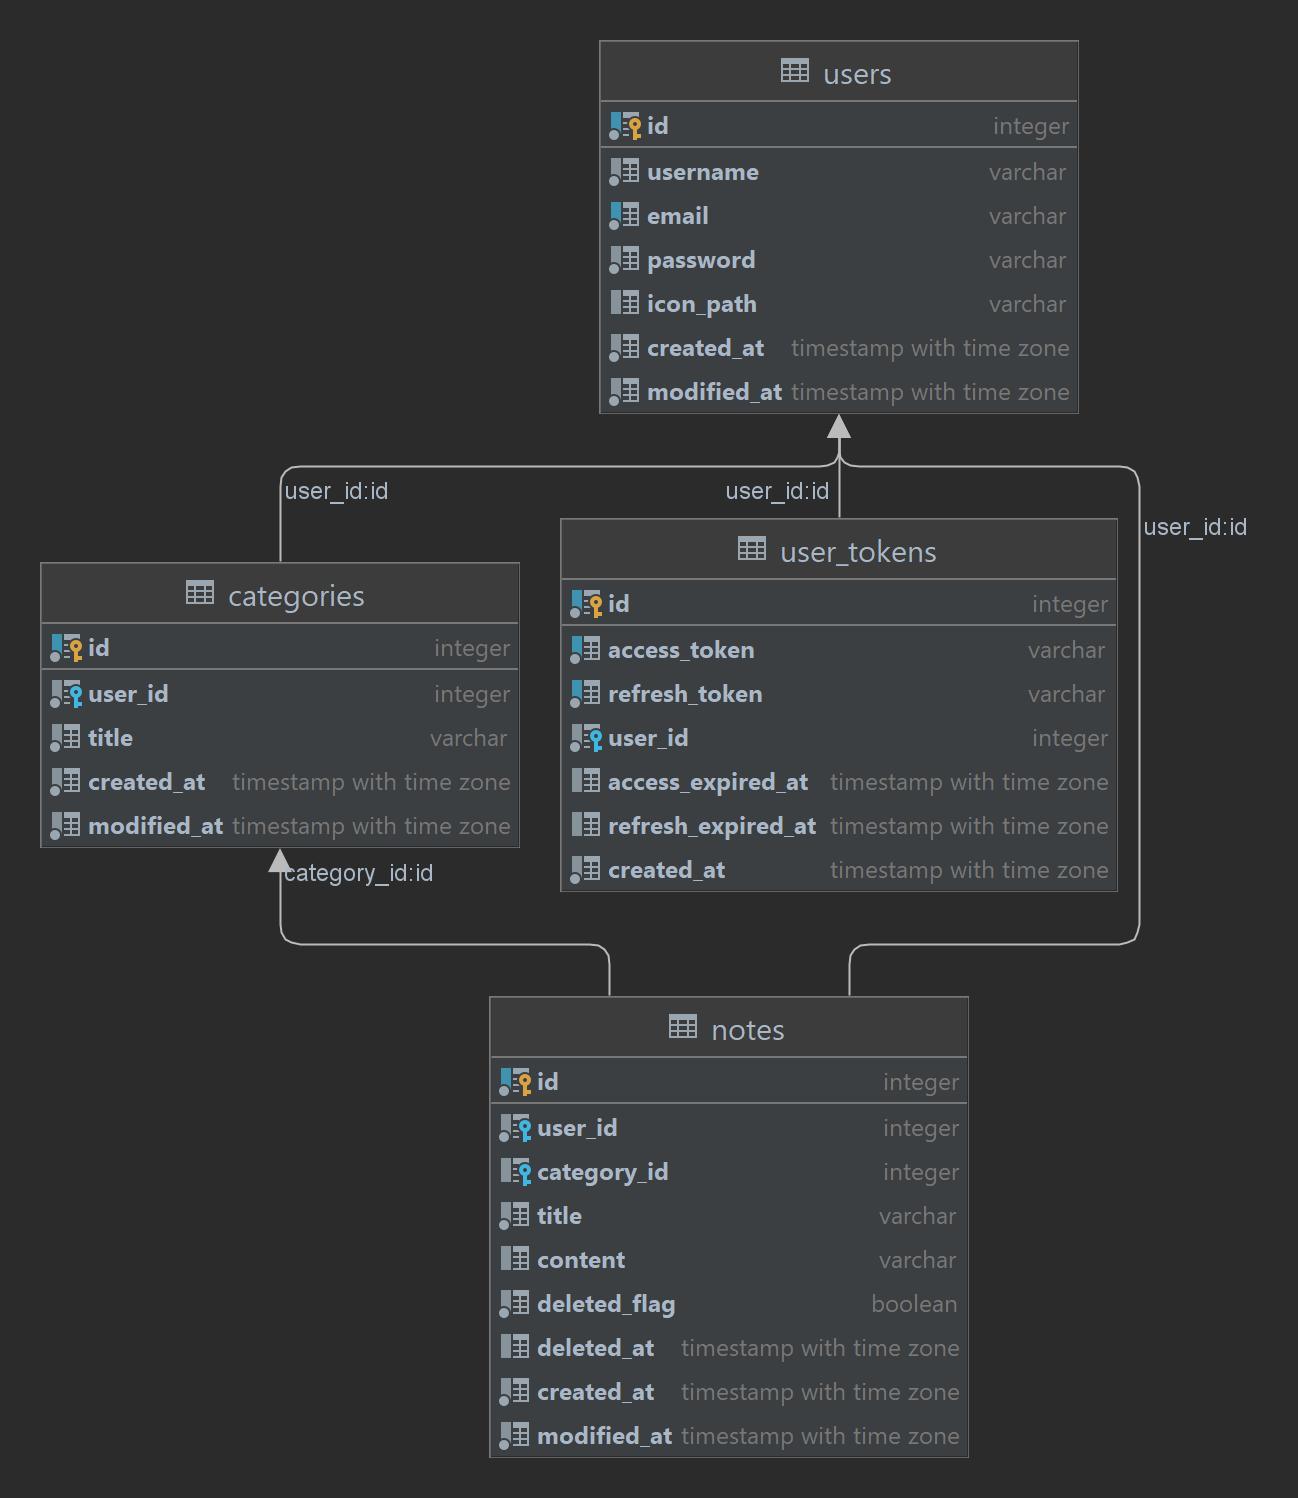 users
id integer
username varchar
email varchar
password varchar
icon_path varchar
created_at timestamp with time zone
modified_at timestamp with time zone
user_id:id
user_id:id
user_id:id
categories
id integer
user_id integer
title varchar
created_at timestamp with time zone
modified_at timestamp with time zone
user_tokens
id integer
access_token varchar
refresh_token varchar
user_id integer
access_expired_at timestamp with time zone
refresh_expired_at timestamp with time zone
created_at timestamp with time zone
category_id:id
notes
id integer
user_id integer
category_id integer
title varchar
content varchar
deleted_flag boolean
deleted_at timestamp with time zone
created_at timestamp with time zone
modified_at timestamp with time zone